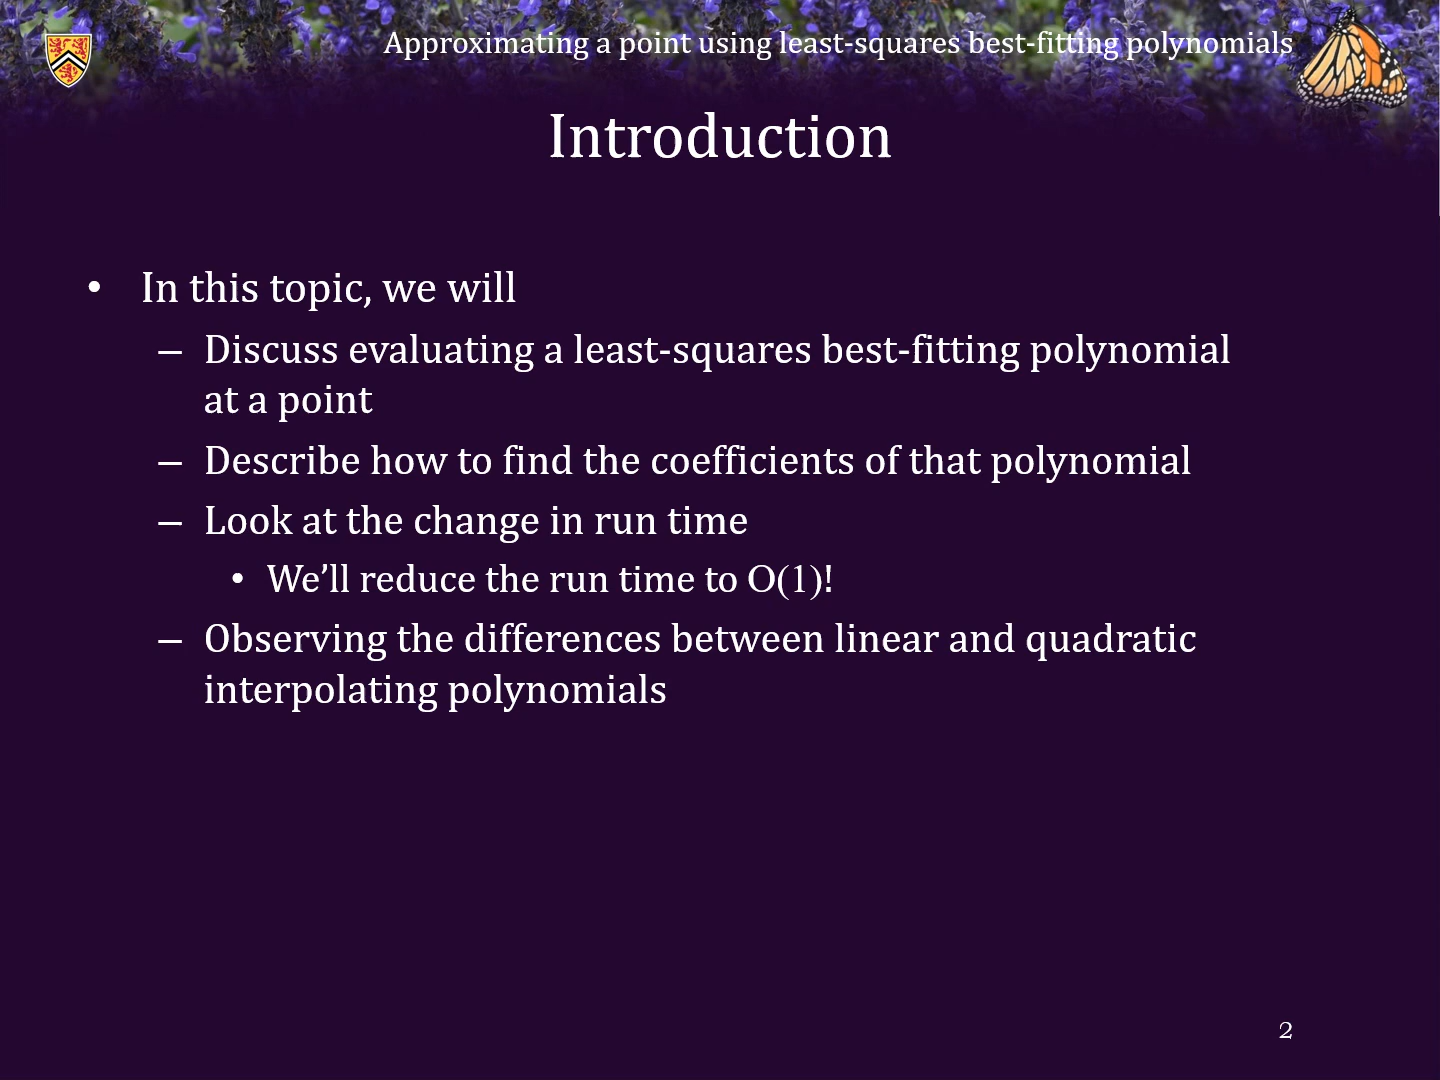 Approximating a point using least-squares best-fitting polynomials
Introduction
• In this topic, we will
– Discuss evaluating a least-squares best-fitting polynomial
at a point
– Describe how to find the coefficients of that polynomial
– Look at the change in run time
• We’ll reduce the run time to O(1)!
– Observing the differences between linear and quadratic
interpolating polynomials
2